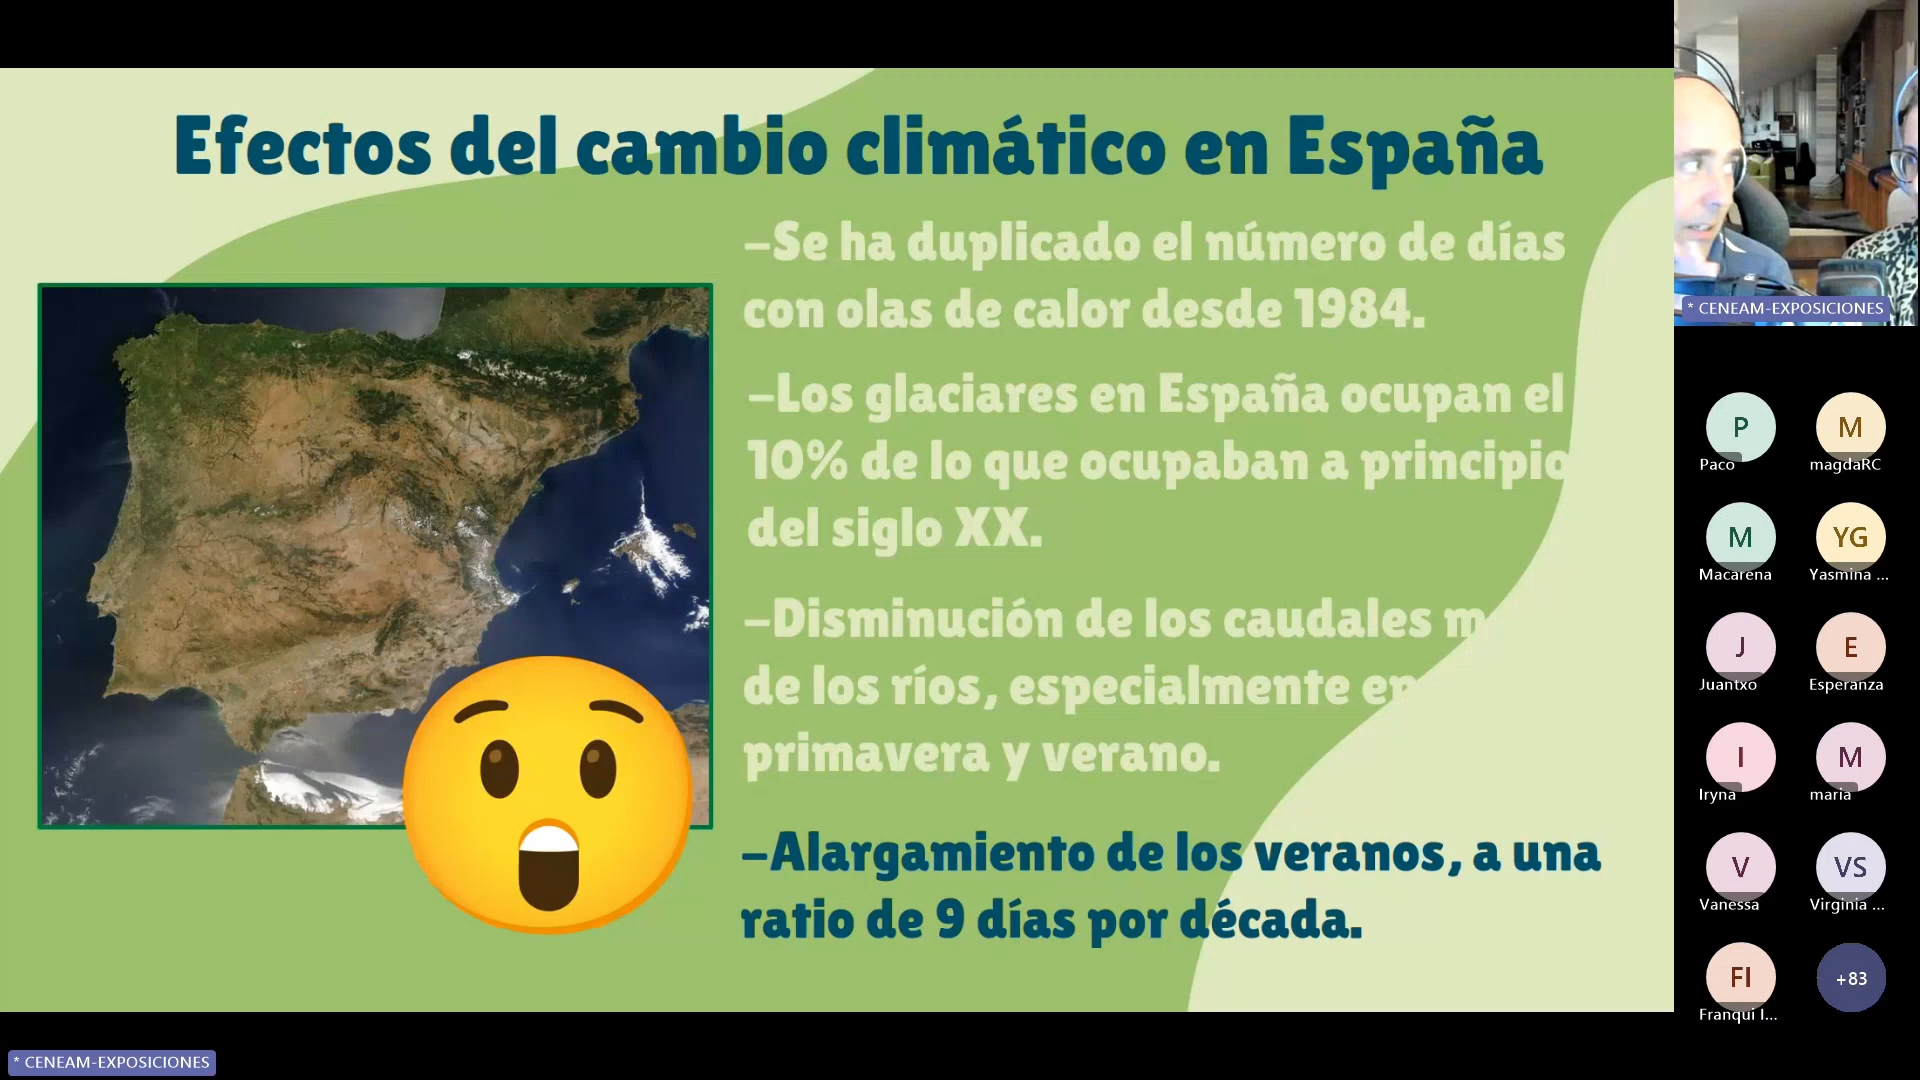 Efectos del cambio climático en España
-Se ha duplicado el número de días
con olas de calor desde 1984.
-Los glaciares en España ocupan el
10% de lo que ocupaban a principio
del siglo XX.
-Disminución de los caudales m
de los ríos, especialmente en
primavera y verano.
-Alargamiento de los veranos, a una
ratio de 9 días por década.
* CENEAM-EXPOSICIONES
P
Paco
M
magdaRC
M
Macarena
YG
Yasmina ...
J
Juantxo
E
Esperanza
I
Iryna
M
maria
V
Vanessa
VS
Virginia ...
FI
Franqui I...
+83
* CENEAM-EXPOSICIONES